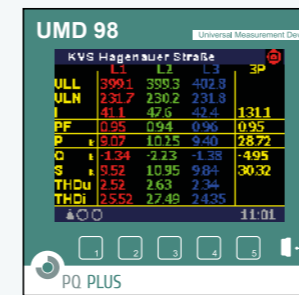 UMD 98
Universal Measurement Dev
KVS Hagenauer Straße
L1 L2 L3 3P
ULL 399.1 399.3 402.8
ULN 231.7 230.2 231.8
I 41.1 47.6 42.4 131.1
PF 0.95 0.94 0.96 0.95
P k 9.07 10.25 9.40 28.72
Q k -1.34 -2.23 -1.38 -4.95
S k 9.52 10.95 9.84 30.32
THDu 2.52 2.63 2.34
THDi 25.52 27.49 24.35
11:01
1 2 3 4 5
PQ PLUS